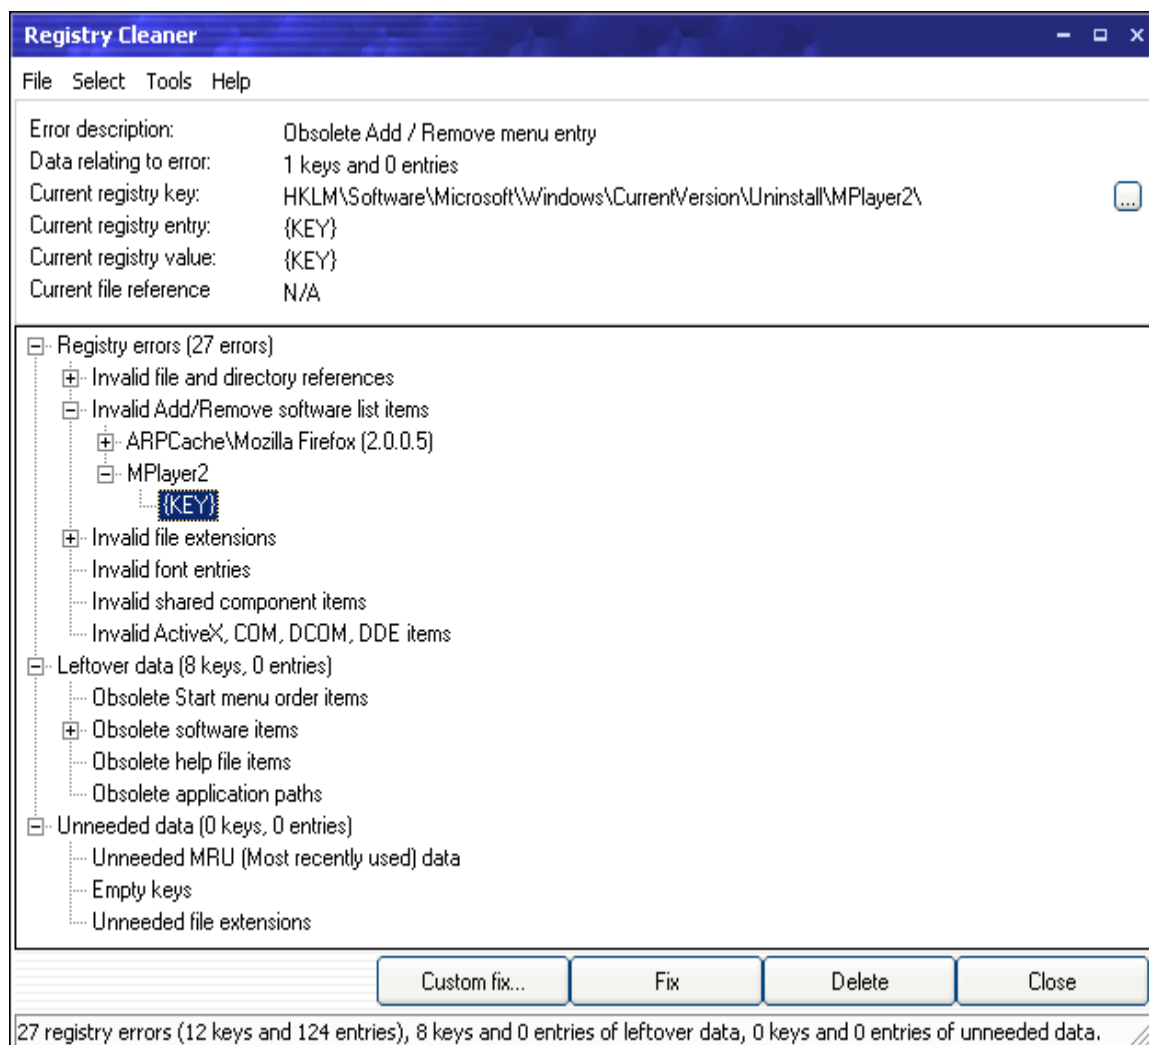 Registry Cleaner
File Select Tools Help
Error description: Obsolete Add / Remove menu entry
Data relating to error: 1 keys and 0 entries
Current registry key: HKLM\Software\Microsoft\Windows\CurrentVersion\Uninstall\MPlayer2\ ...
Current registry entry: {KEY}
Current registry value: {KEY}
Current file reference N/A
Registry errors (27 errors)
Invalid file and directory references
Invalid Add/Remove software list items
ARPCache\Mozilla Firefox (2.0.0.5)
MPlayer2
{KEY}
Invalid file extensions
Invalid font entries
Invalid shared component items
Invalid ActiveX, COM, DCOM, DDE items
Leftover data (8 keys, 0 entries)
Obsolete Start menu order items
Obsolete software items
Obsolete help file items
Obsolete application paths
Unneeded data (0 keys, 0 entries)
Unneeded MRU (Most recently used) data
Empty keys
Unneeded file extensions
Custom fix... Fix Delete Close
27 registry errors (12 keys and 124 entries), 8 keys and 0 entries of leftover data, 0 keys and 0 entries of unneeded data.